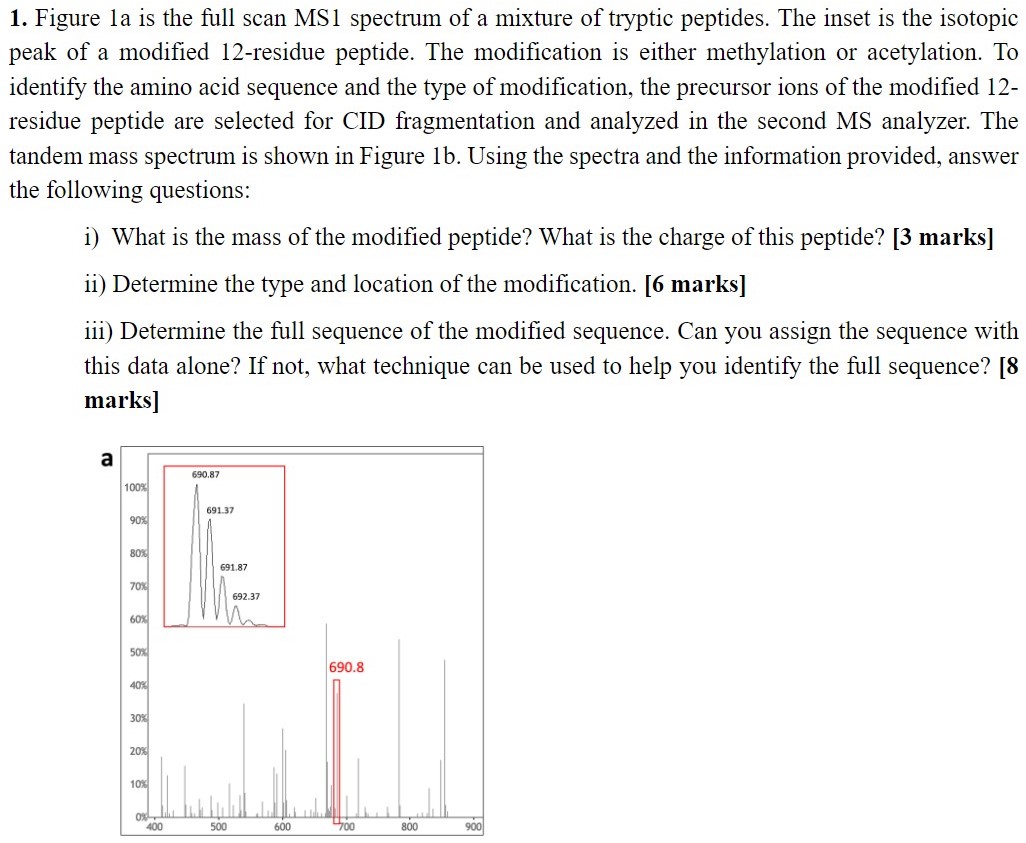 1. Figure 1a is the full scan MS1 spectrum of a mixture of tryptic peptides. The inset is the isotopic
peak of a modified 12-residue peptide. The modification is either methylation or acetylation. To
identify the amino acid sequence and the type of modification, the precursor ions of the modified 12-
residue peptide are selected for CID fragmentation and analyzed in the second MS analyzer. The
tandem mass spectrum is shown in Figure 1b. Using the spectra and the information provided, answer
the following questions:
i) What is the mass of the modified peptide? What is the charge of this peptide? [3 marks]
ii) Determine the type and location of the modification. [6 marks]
iii) Determine the full sequence of the modified sequence. Can you assign the sequence with
this data alone? If not, what technique can be used to help you identify the full sequence? [8
marks]
a
690.87
100%
691.37
90%
80%
691.87
70%
692.37
60%
50%
690.8
40%
30%
20%
10%
0%
400 500 600 700 800 900